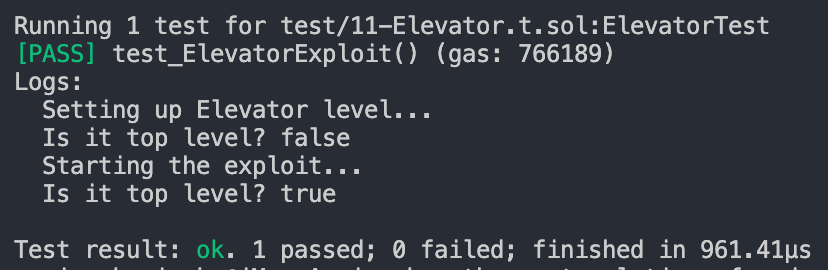 Running 1 test for test/11-Elevator.t.sol:ElevatorTest
[PASS] test_ElevatorExploit() (gas: 766189)
Logs:
  Setting up Elevator level...
  Is it top level? false
  Starting the exploit...
  Is it top level? true

Test result: ok. 1 passed; 0 failed; finished in 961.41µs